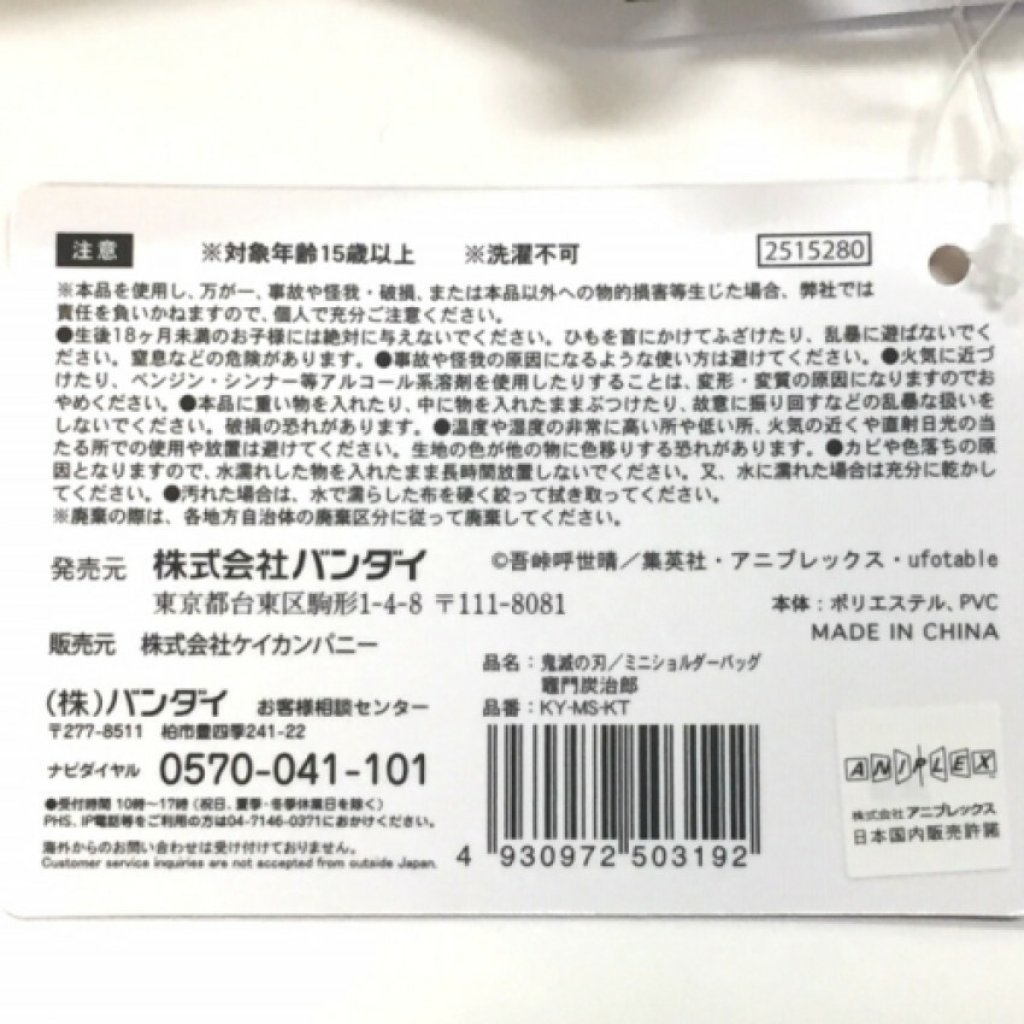 注意 ※対象年齢15歳以上 ※洗濯不可 2515280
※本品を使用し、万が一、事故や怪我・破損、または本品以外への物的損害等生じた場合、弊社では
責任を負いかねますので、個人で充分ご注意ください。
●生後18ヶ月未満のお子様には絶対に与えないでください。ひもを首にかけてふざけたり、乱暴に遊ばないでく
ださい。窒息などの危険があります。●事故や怪我の原因になるような使い方は避けてください。●火気に近づ
けたり、ベンジン・シンナー等アルコール系溶剤を使用したりすることは、変形・変質の原因になりますのでお
やめください。●本品に重い物を入れたり、中に物を入れたままぶつけたり、故意に振り回すなどの乱暴な扱いを
しないでください。破損の恐れがあります。●温度や湿度の非常に高い所や低い所、火気の近くや直射日光の当
たる所での使用や放置は避けてください。生地の色が他の物に色移りする恐れがあります。●カビや色落ちの原
因となりますので、水濡れした物を入れたまま長時間放置しないでください。又、水に濡れた場合は充分に乾かし
てください。●汚れた場合は、水で濡らした布を硬く絞って拭き取ってください。
※廃棄の際は、各地方自治体の廃棄区分に従って廃棄してください。
発売元 株式会社バンダイ
東京都台東区駒形1-4-8 〒111-8081
販売元 株式会社ケイカンパニー
(株)バンダイ お客様相談センター
〒277-8511 柏市豊四季241-22
ナビダイヤル 0570-041-101
●受付時間 10時〜17時（祝日、夏季・冬季休業日を除く）
PHS、IP電話等をご利用の方は04-7146-0371におかけください。
海外からのお問い合わせは受け付けておりません。
Customer service inquiries are not accepted from outside Japan.
©吾峠呼世晴／集英社・アニプレックス・ufotable
本体：ポリエステル、PVC
MADE IN CHINA
品名：鬼滅の刃／ミニショルダーバッグ
竈門炭治郎
品番：KY-MS-KT
4 930972 503192
ANIPLEX
株式会社アニプレックス
日本国内販売許諾